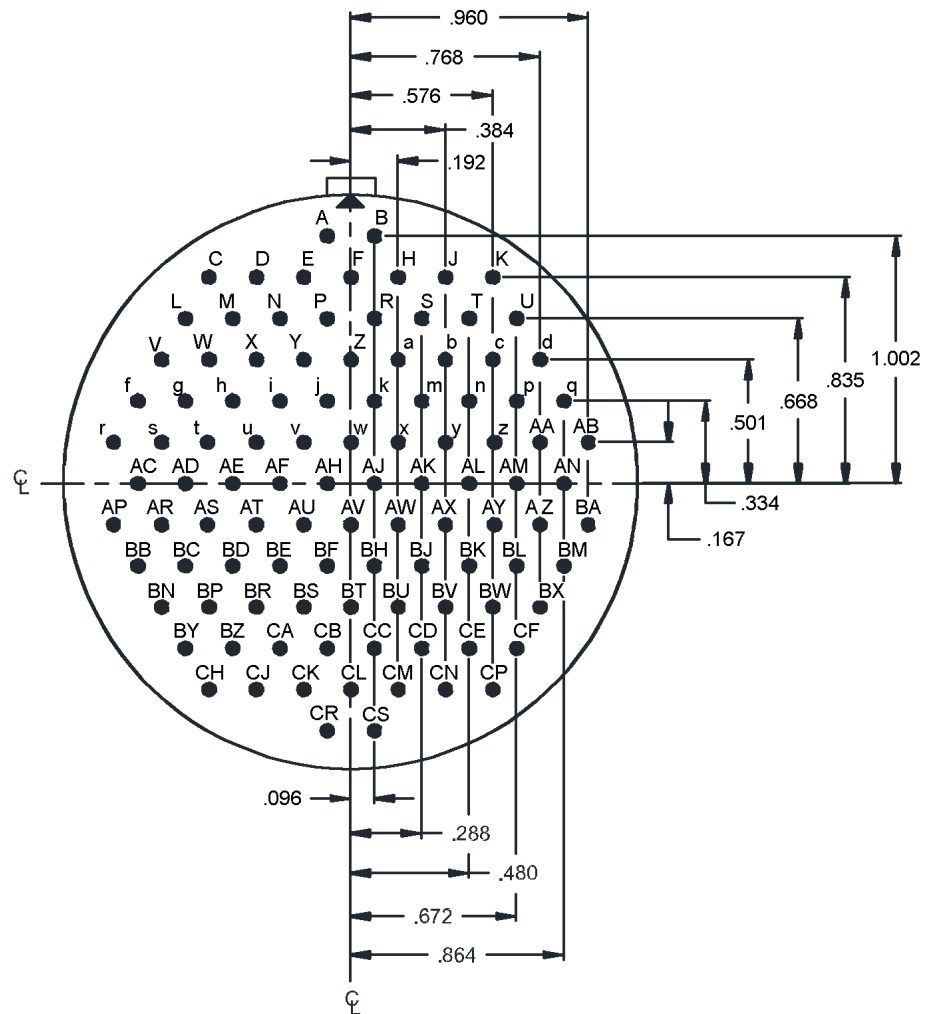 .960
.768
.576
.384
.192
A B
C D E F H J K
L M N P R S T U
1.002
V W X Y Z a b c d
.835
.668
f g h i j k m n p q
.501
r s t u v w x y z AA AB
AC AD AE AF AH AJ AK AL AM AN
℄
.334
AP AR AS AT AU AV AW AX AY AZ BA
.167
BB BC BD BE BF BH BJ BK BL BM
BN BP BR BS BT BU BV BW BX
BY BZ CA CB CC CD CE CF
CH CJ CK CL CM CN CP
CR CS
.096
.288
.480
.672
.864
℄